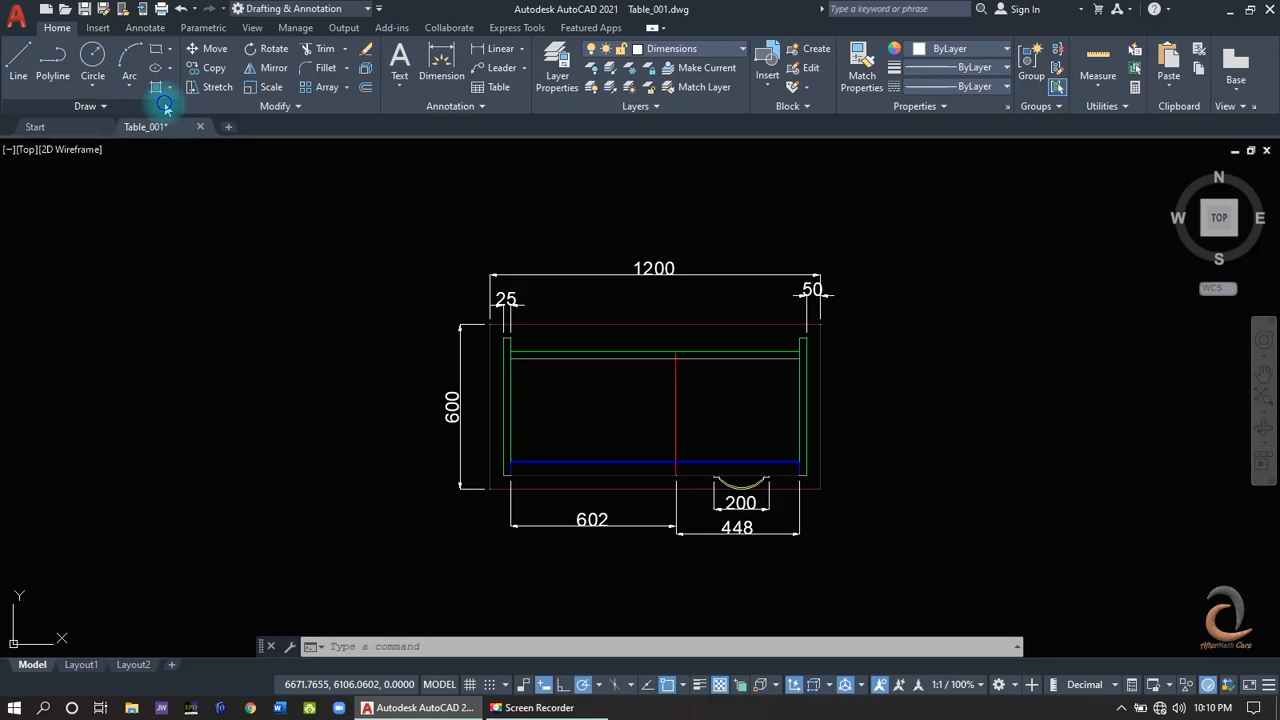 Drafting & Annotation
Autodesk AutoCAD 2021 Table_001.dwg
Type a keyword or phrase
Sign In
Home Insert Annotate Parametric View Manage Output Add-ins Collaborate Express Tools Featured Apps
Line Polyline Circle Arc
Move Rotate Trim
Copy Mirror Fillet
Stretch Scale Array
Text Dimension
Linear
Leader
Table
Layer Properties
Dimensions
Make Current
Match Layer
Insert
Create
Edit
Match Properties
ByLayer
ByLayer
ByLayer
Group
Measure
Paste
Base
Draw Modify Annotation Layers Block Properties Groups Utilities Clipboard View
Start Table_001*
[−][Top][2D Wireframe]
N
W TOP E
S
WCS
1200
25
50
600
200
602
448
Y
X
AfterMath Care
Type a command
Model Layout1 Layout2
6671.7655, 6106.0602, 0.0000 MODEL 1:1 / 100% Decimal
JW EPD Autodesk AutoCAD 2... Screen Recorder 10:10 PM